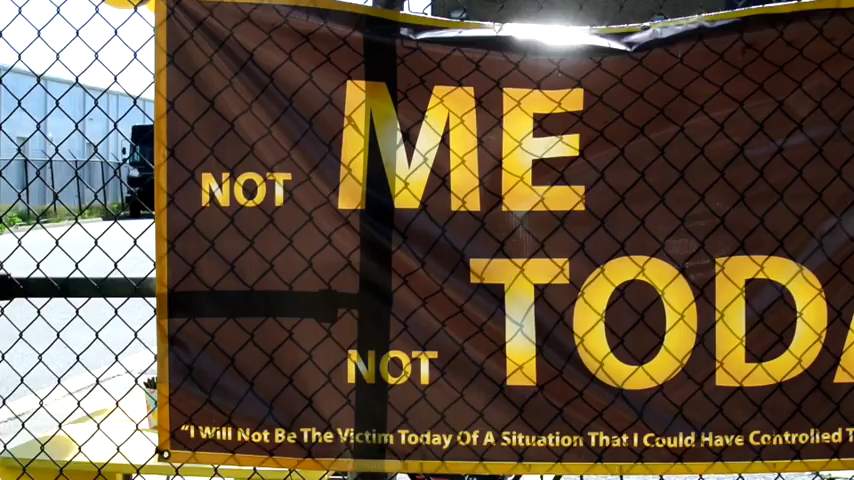 NOT ME
NOT TODA
“I Will Not Be The Victim Today Of A Situation That I Could Have Controlled T